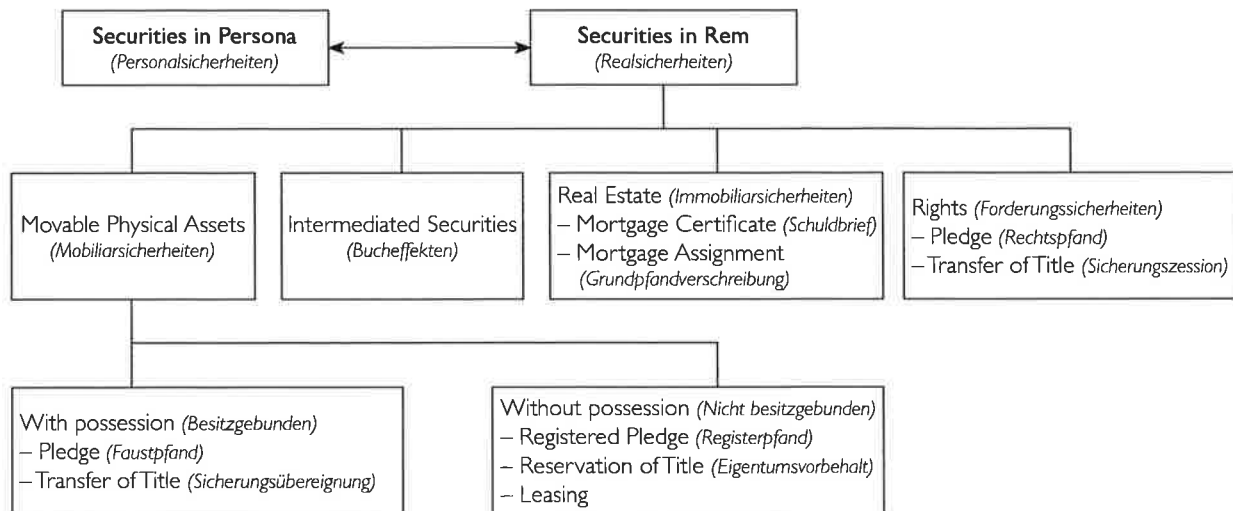 Securities in Persona
(Personalsicherheiten)
Securities in Rem
(Realsicherheiten)
Movable Physical Assets
(Mobiliarsicherheiten)
Intermediated Securities
(Bucheffekten)
Real Estate (Immobiliarsicherheiten)
– Mortgage Certificate (Schuldbrief)
– Mortgage Assignment
(Grundpfandverschreibung)
Rights (Forderungssicherheiten)
– Pledge (Rechtspfand)
– Transfer of Title (Sicherungszession)
With possession (Besitzgebunden)
– Pledge (Faustpfand)
– Transfer of Title (Sicherungsübereignung)
Without possession (Nicht besitzgebunden)
– Registered Pledge (Registerpfand)
– Reservation of Title (Eigentumsvorbehalt)
– Leasing